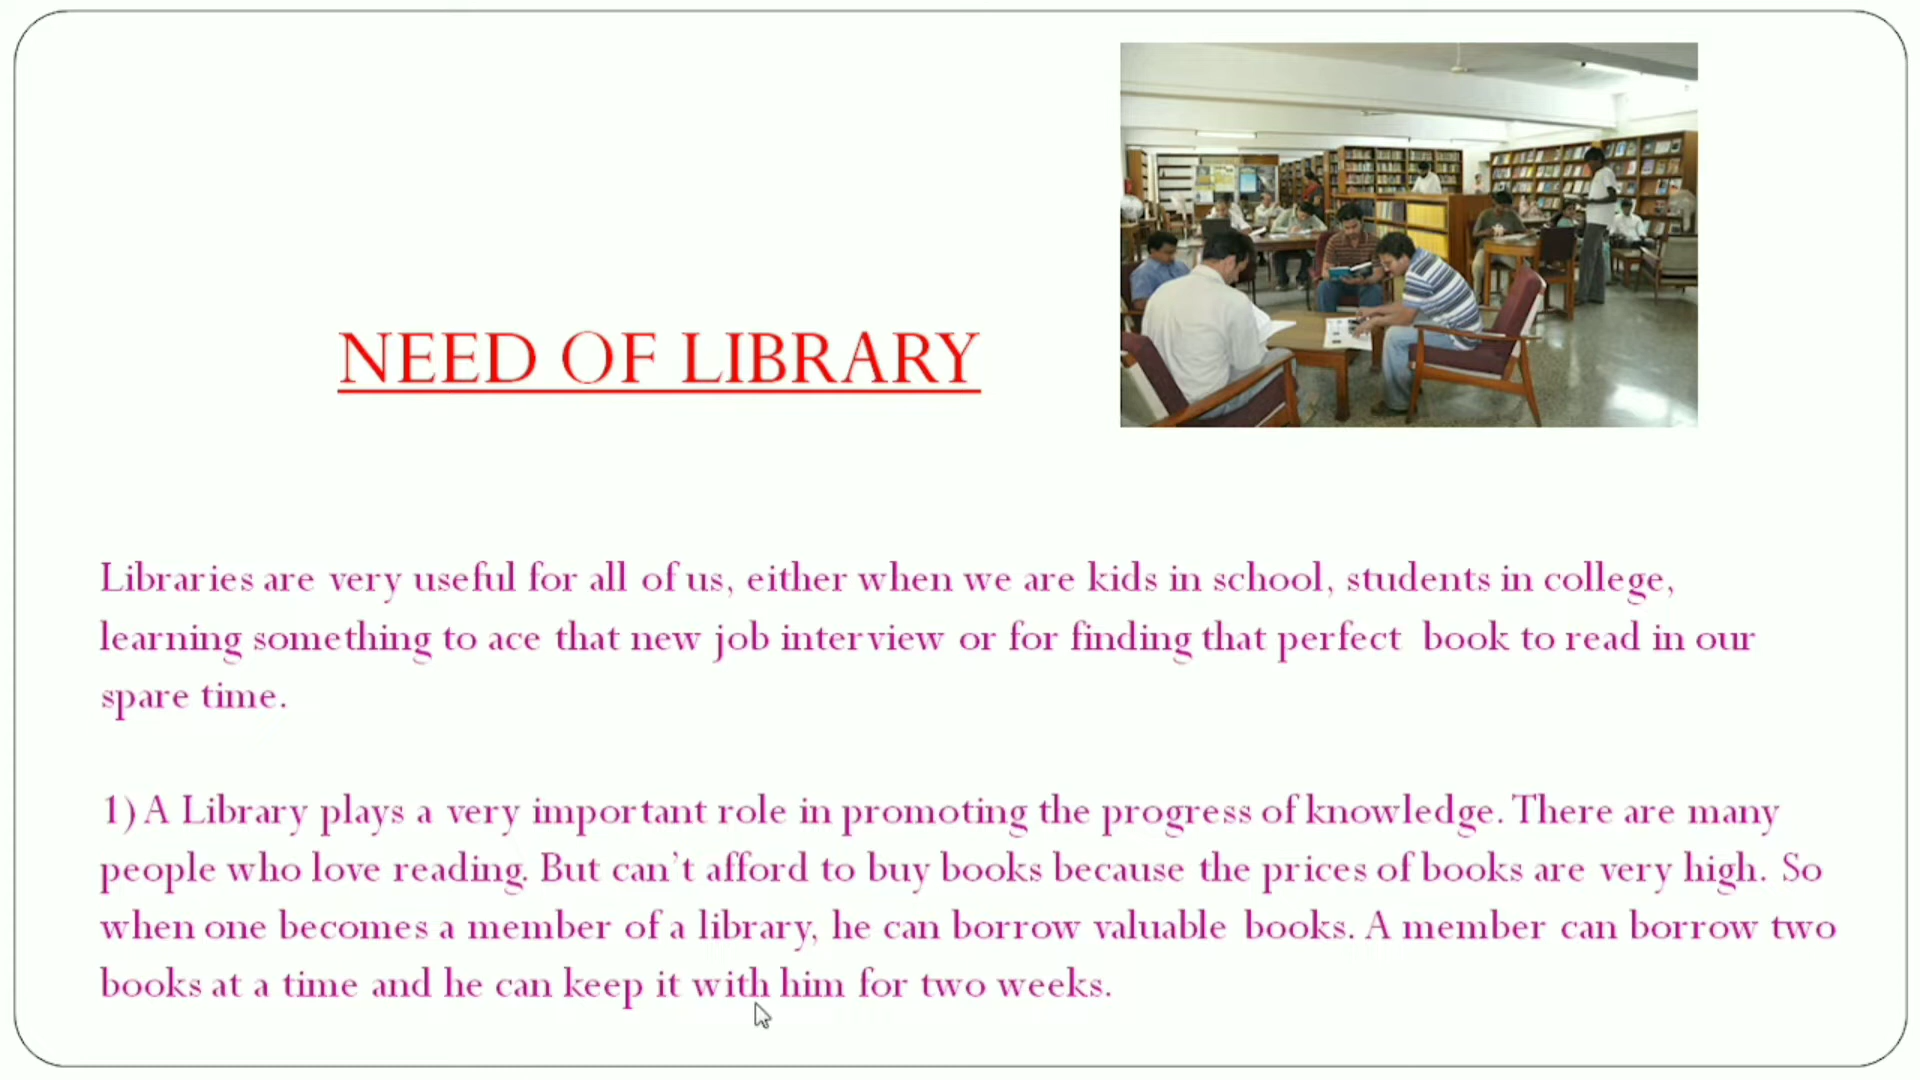 NEED OF LIBRARY
Libraries are very useful for all of us, either when we are kids in school, students in college,
learning something to ace that new job interview or for finding that perfect book to read in our
spare time.
1) A Library plays a very important role in promoting the progress of knowledge. There are many
people who love reading. But can’t afford to buy books because the prices of books are very high. So
when one becomes a member of a library, he can borrow valuable books. A member can borrow two
books at a time and he can keep it with him for two weeks.